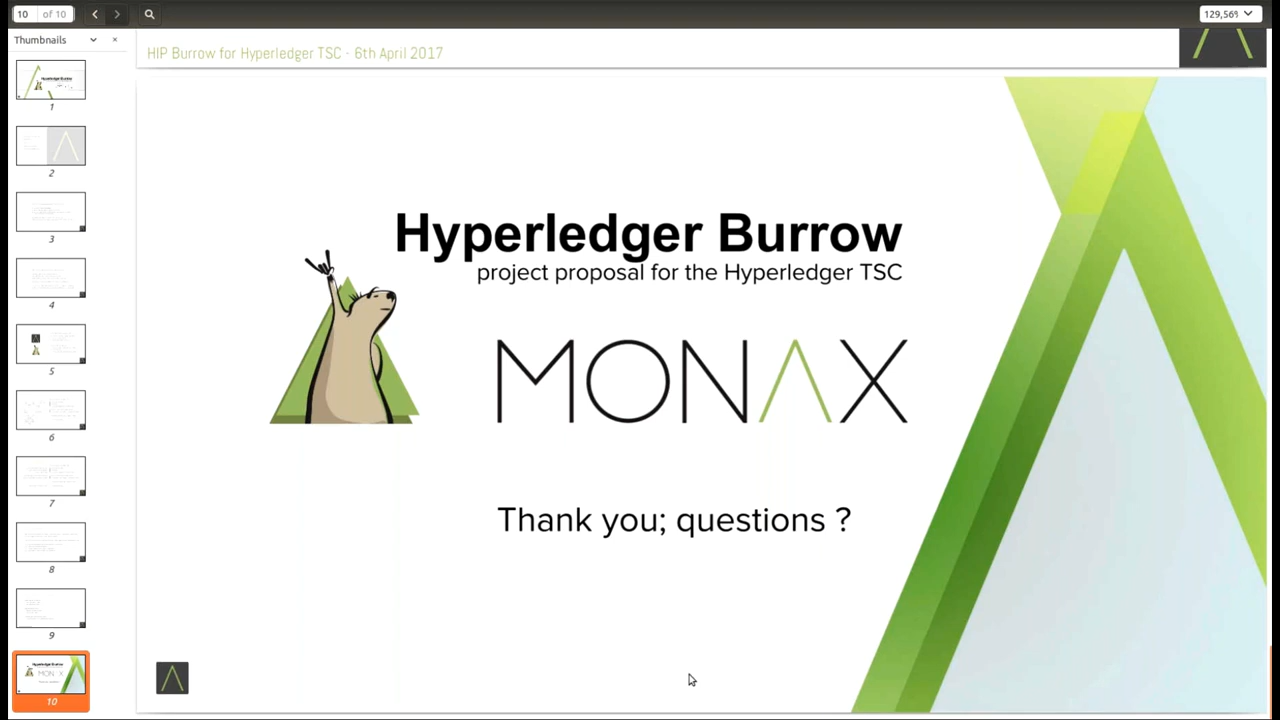 10 of 10
129,56%
Thumbnails
1
2
3
4
5
6
7
8
9
10
HIP Burrow for Hyperledger TSC - 6th April 2017
Hyperledger Burrow
project proposal for the Hyperledger TSC
MONAX
Thank you; questions ?